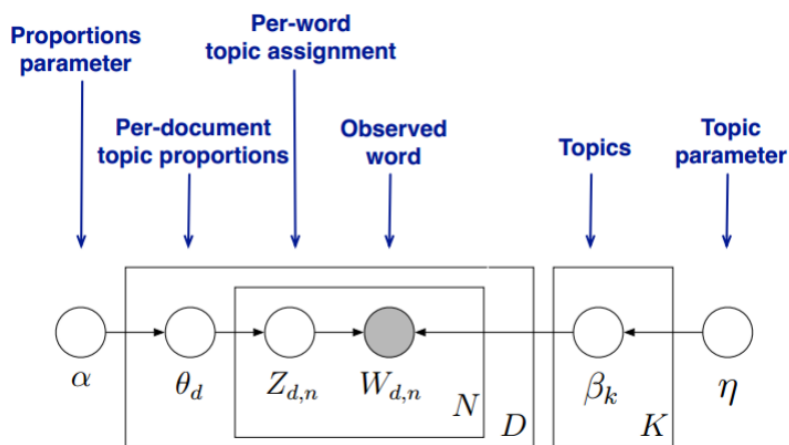 Proportions
parameter
Per-word
topic assignment
Per-document
topic proportions
Observed
word
Topics
Topic
parameter
α
θd
Zd,n
Wd,n
N
D
βk
K
η